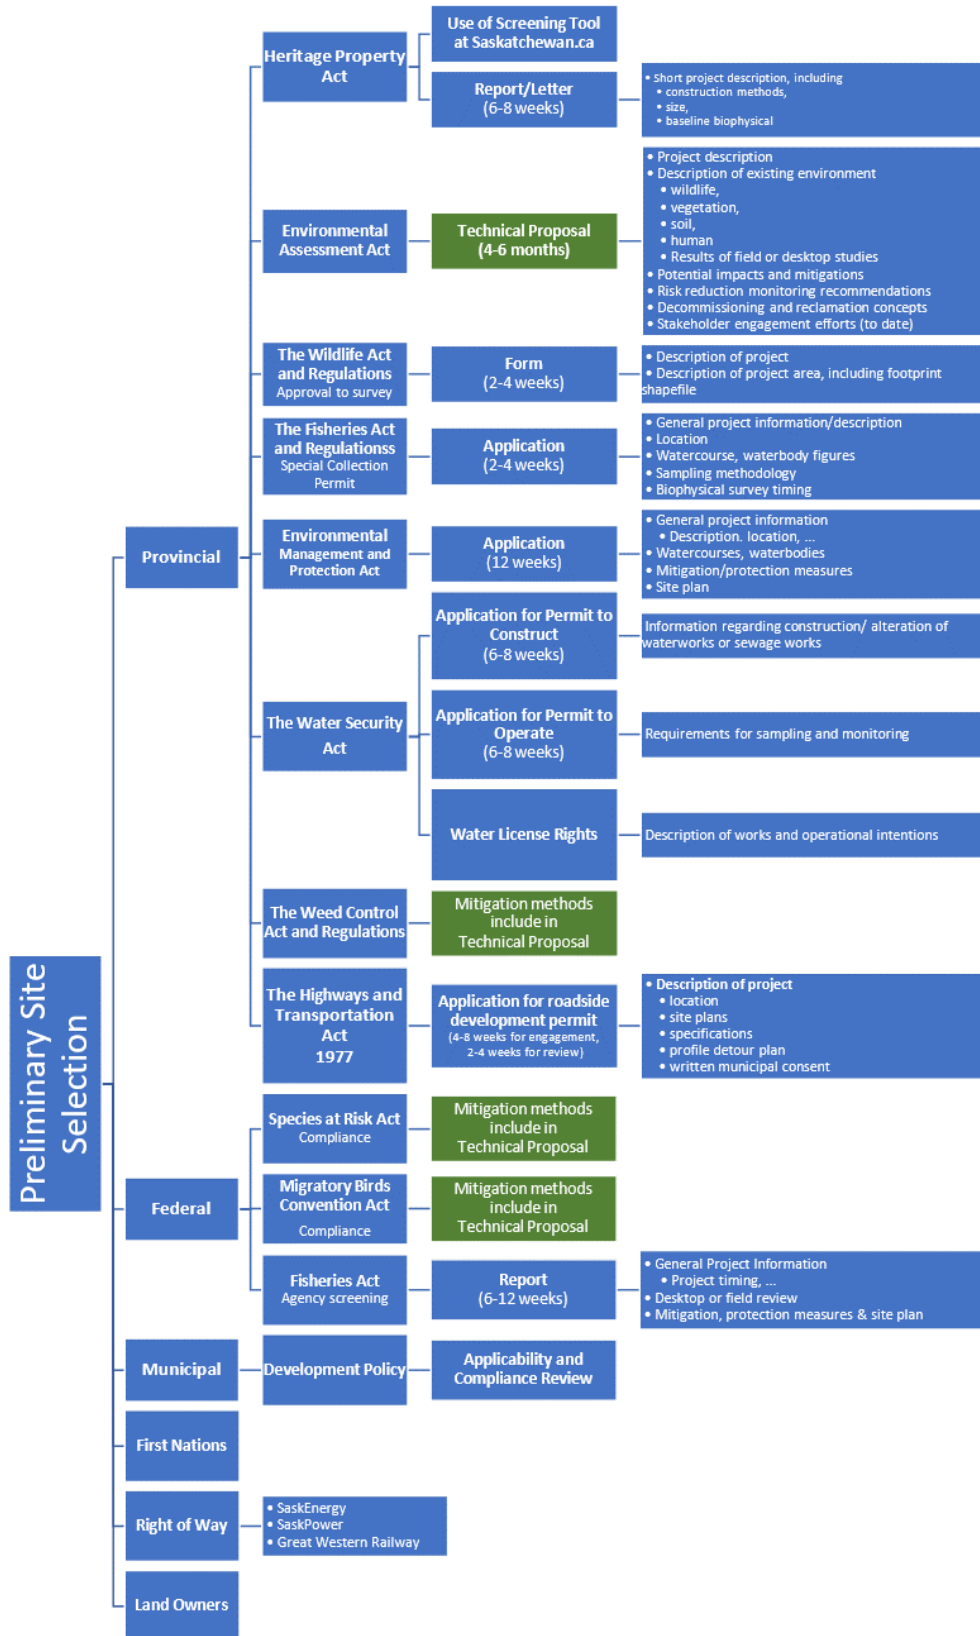 Preliminary Site
Selection
Provincial
Heritage Property
Act
Use of Screening Tool
at Saskatchewan.ca
Report/Letter
(6-8 weeks)
• Short project description, including
• construction methods,
• size,
• baseline biophysical
Environmental
Assessment Act
Technical Proposal
(4-6 months)
• Project description
• Description of existing environment
• wildlife,
• vegetation,
• soil,
• human
• Results of field or desktop studies
• Potential impacts and mitigations
• Risk reduction monitoring recommendations
• Decommissioning and reclamation concepts
• Stakeholder engagement efforts (to date)
The Wildlife Act
and Regulations
Approval to survey
Form
(2-4 weeks)
• Description of project
• Description of project area, including footprint
shapefile
The Fisheries Act
and Regulationss
Special Collection
Permit
Application
(2-4 weeks)
• General project information/description
• Location
• Watercourse, waterbody figures
• Sampling methodology
• Biophysical survey timing
Environmental
Management and
Protection Act
Application
(12 weeks)
• General project information
• Description. location, ...
• Watercourses, waterbodies
• Mitigation/protection measures
• Site plan
The Water Security
Act
Application for Permit to
Construct
(6-8 weeks)
Information regarding construction/ alteration of
waterworks or sewage works
Application for Permit to
Operate
(6-8 weeks)
Requirements for sampling and monitoring
Water License Rights
Description of works and operational intentions
The Weed Control
Act and Regulations
Mitigation methods
include in
Technical Proposal
The Highways and
Transportation
Act
1977
Application for roadside
development permit
(4-8 weeks for engagement,
2-4 weeks for review)
• Description of project
• location
• site plans
• specifications
• profile detour plan
• written municipal consent
Federal
Species at Risk Act
Compliance
Mitigation methods
include in
Technical Proposal
Migratory Birds
Convention Act
Compliance
Mitigation methods
include in
Technical Proposal
Fisheries Act
Agency screening
Report
(6-12 weeks)
• General Project Information
• Project timing, ...
• Desktop or field review
• Mitigation, protection measures & site plan
Municipal
Development Policy
Applicability and
Compliance Review
First Nations
Right of Way
• SaskEnergy
• SaskPower
• Great Western Railway
Land Owners